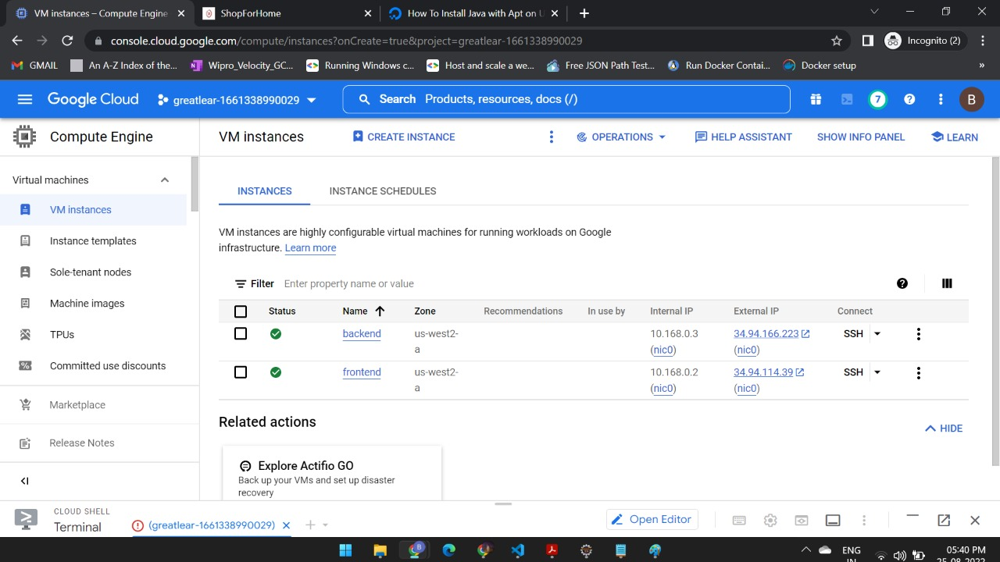 VM instances – Compute Engine
ShopForHome
How To Install Java with Apt on U
console.cloud.google.com/compute/instances?onCreate=true&project=greatlear-1661338990029
Incognito (2)
GMAIL
An A-Z Index of the...
Wipro_Velocity_GC...
Running Windows c...
Host and scale a we...
Free JSON Path Test...
Run Docker Contai...
Docker setup
»
Google Cloud
greatlear-1661338990029
Search Products, resources, docs (/)
7
B
Compute Engine
VM instances
CREATE INSTANCE
OPERATIONS
HELP ASSISTANT
SHOW INFO PANEL
LEARN
Virtual machines
VM instances
Instance templates
Sole-tenant nodes
Machine images
TPUs
Committed use discounts
Marketplace
Release Notes
INSTANCES
INSTANCE SCHEDULES
VM instances are highly configurable virtual machines for running workloads on Google
infrastructure. Learn more
Filter Enter property name or value
Status Name Zone Recommendations In use by Internal IP External IP Connect
backend us-west2- 10.168.0.3 34.94.166.223 SSH
a (nic0) (nic0)
frontend us-west2- 10.168.0.2 34.94.114.39 SSH
a (nic0) (nic0)
Related actions
HIDE
Explore Actifio GO
Back up your VMs and set up disaster
recovery
CLOUD SHELL
Terminal
(greatlear-1661338990029)
Open Editor
ENG
IN
05:40 PM
25-08-2022